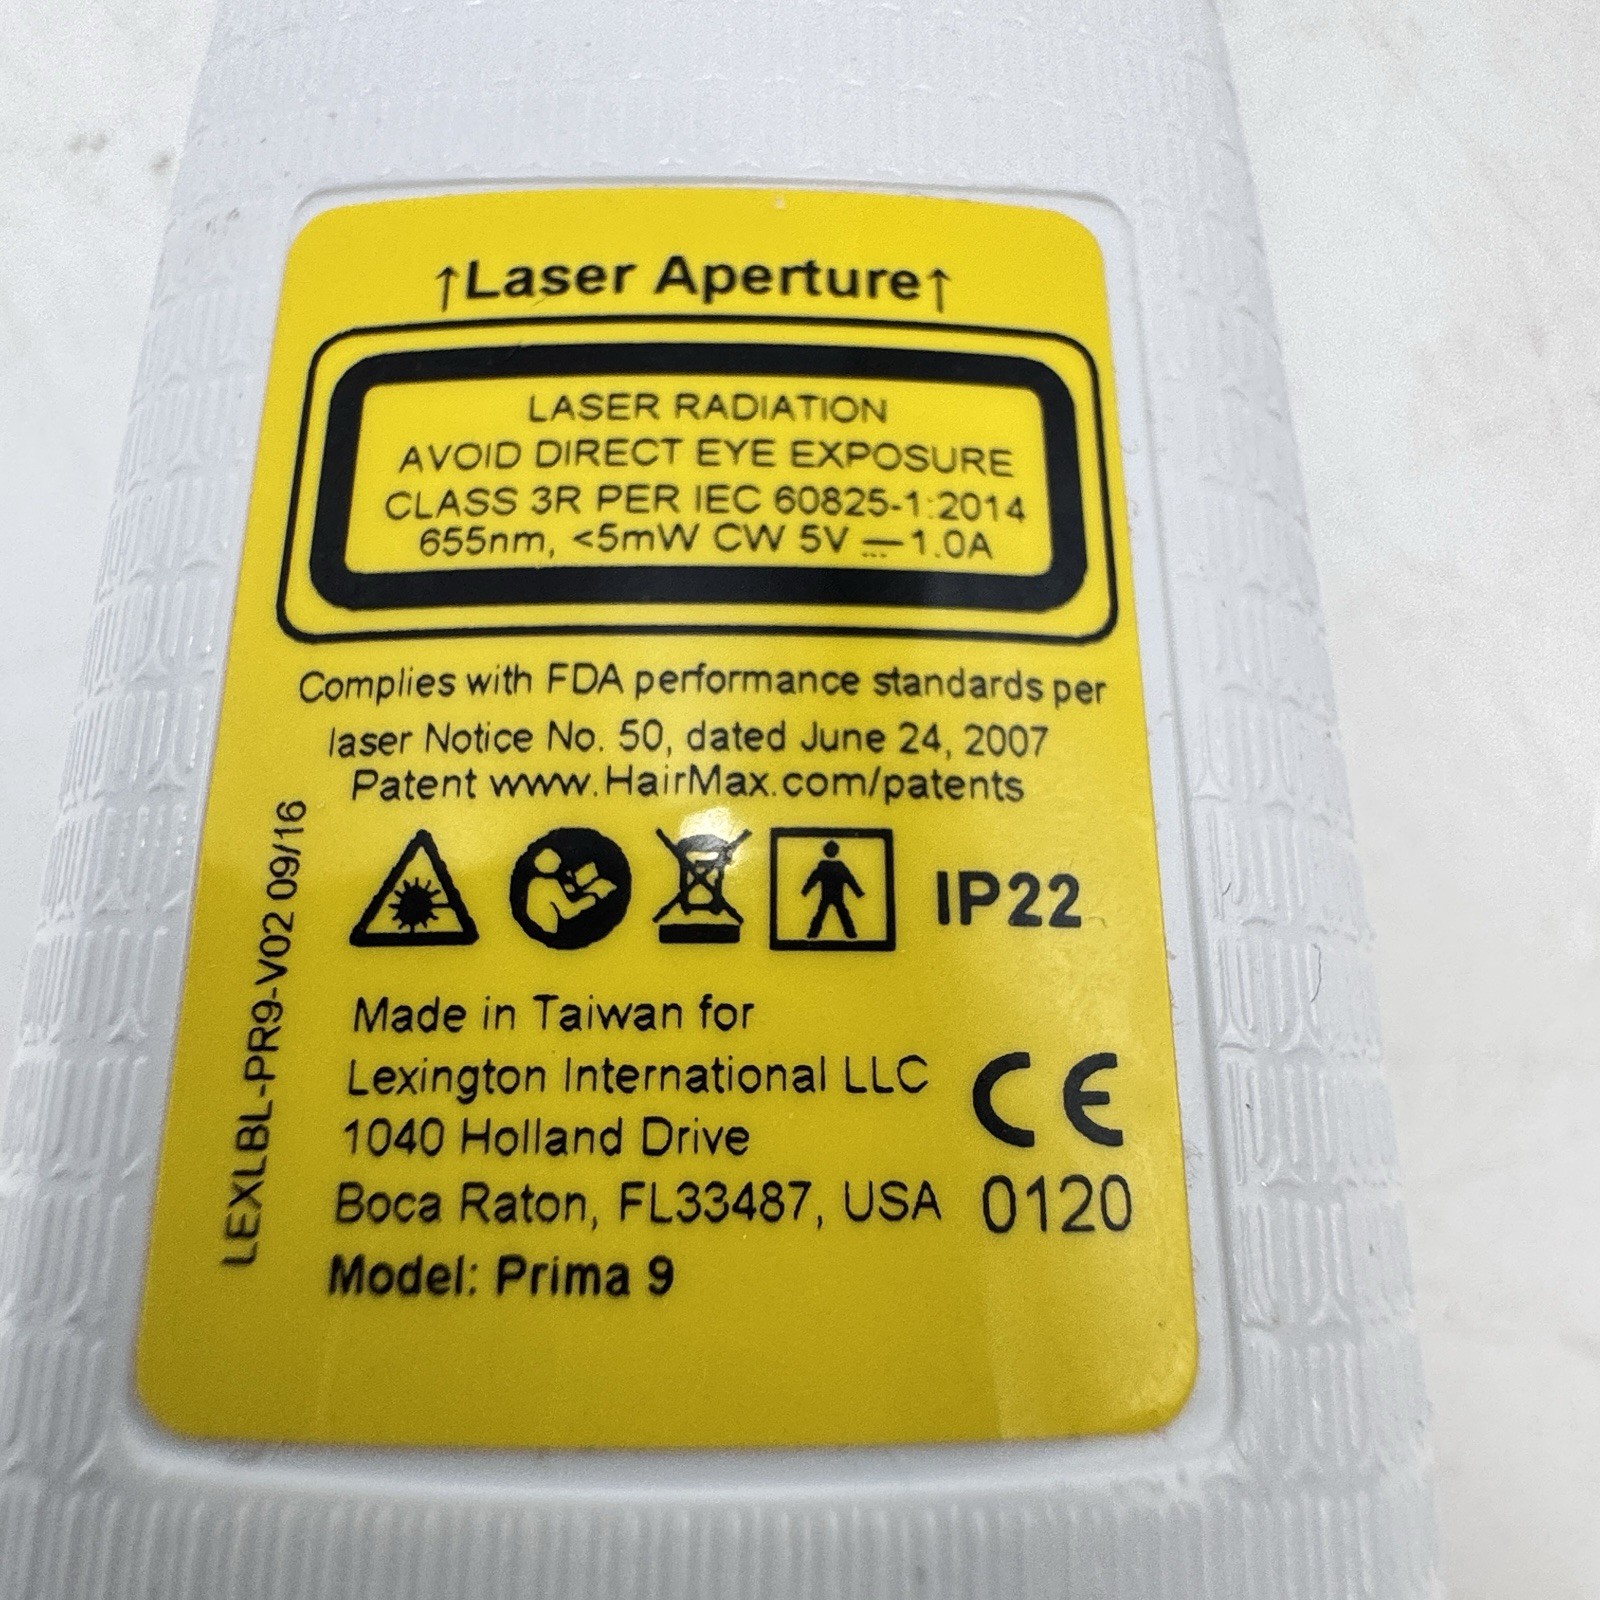 ↑Laser Aperture↑
LASER RADIATION
AVOID DIRECT EYE EXPOSURE
CLASS 3R PER IEC 60825-1:2014
655nm, <5mW CW 5V ⎓ 1.0A
Complies with FDA performance standards per
laser Notice No. 50, dated June 24, 2007
Patent www.HairMax.com/patents
IP22
LEXLBL-PR9-V02 09/16
Made in Taiwan for
Lexington International LLC
1040 Holland Drive
Boca Raton, FL33487, USA
CE
0120
Model: Prima 9